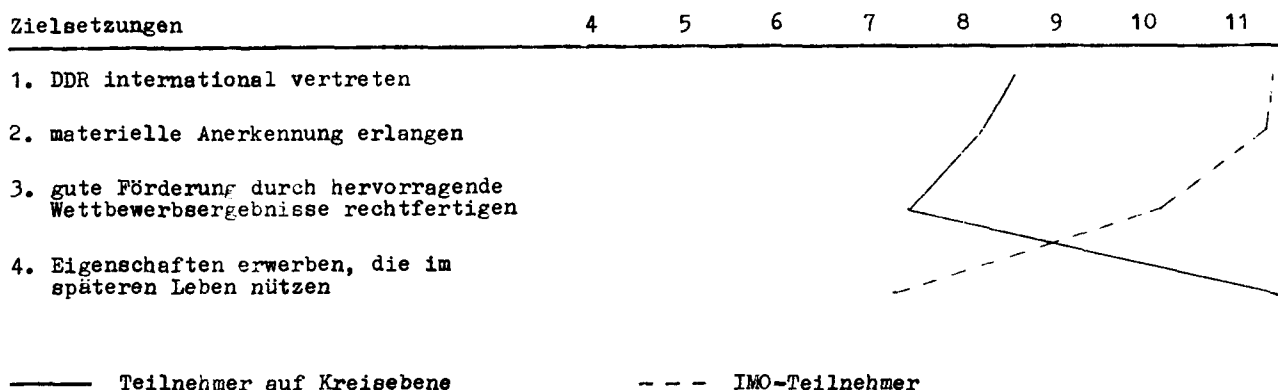 Zielsetzungen 4 5 6 7 8 9 10 11
1. DDR international vertreten
2. materielle Anerkennung erlangen
3. gute Förderung durch hervorragende
Wettbewerbsergebnisse rechtfertigen
4. Eigenschaften erwerben, die im
späteren Leben nützen
Teilnehmer auf Kreisebene IMO-Teilnehmer